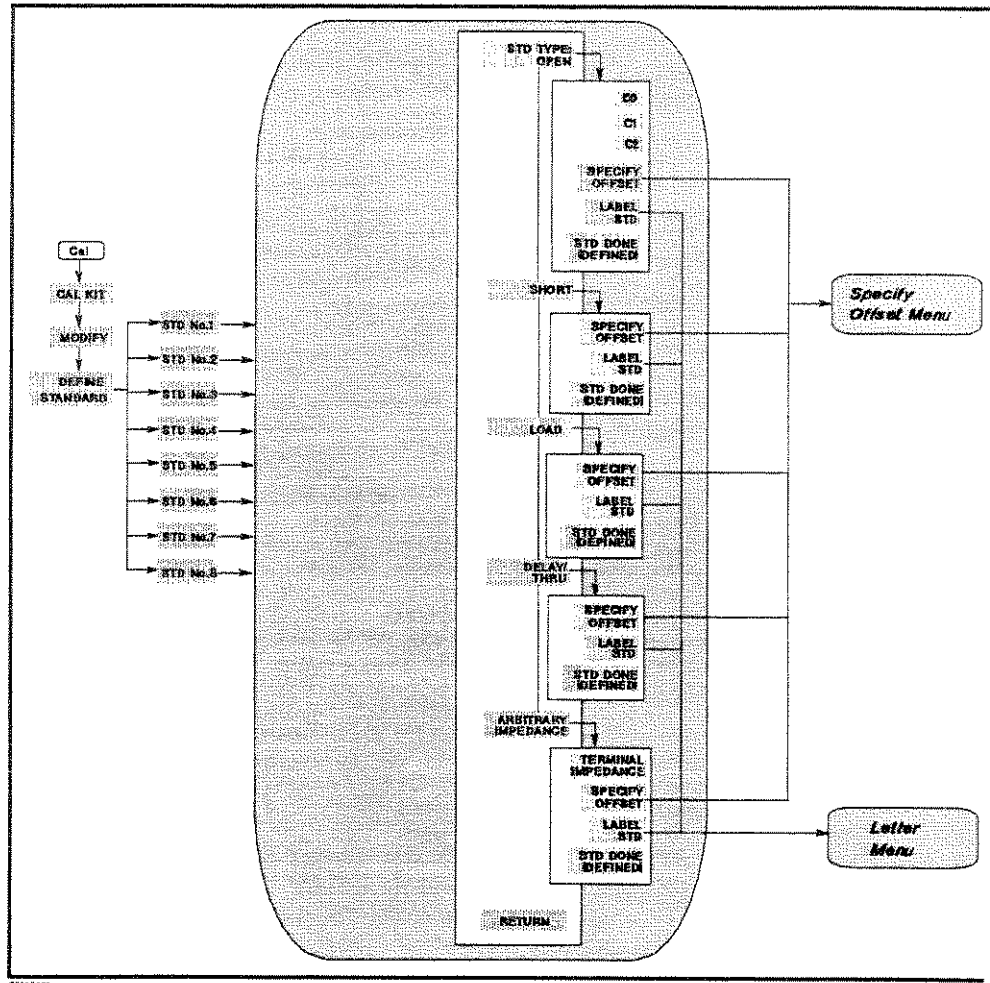 Cal
CAL KIT
MODIFY
DEFINE
STANDARD
STD No.1
STD No.2
STD No.3
STD No.4
STD No.5
STD No.6
STD No.7
STD No.8
STD TYPE:
OPEN
C0
C1
C2
SPECIFY
OFFSET
LABEL
STD
STD DONE
(DEFINED)
SHORT
SPECIFY
OFFSET
LABEL
STD
STD DONE
(DEFINED)
LOAD
SPECIFY
OFFSET
LABEL
STD
STD DONE
(DEFINED)
DELAY/
THRU
SPECIFY
OFFSET
LABEL
STD
STD DONE
(DEFINED)
ARBITRARY
IMPEDANCE
TERMINAL
IMPEDANCE
SPECIFY
OFFSET
LABEL
STD
STD DONE
(DEFINED)
RETURN
Specify
Offset Menu
Letter
Menu